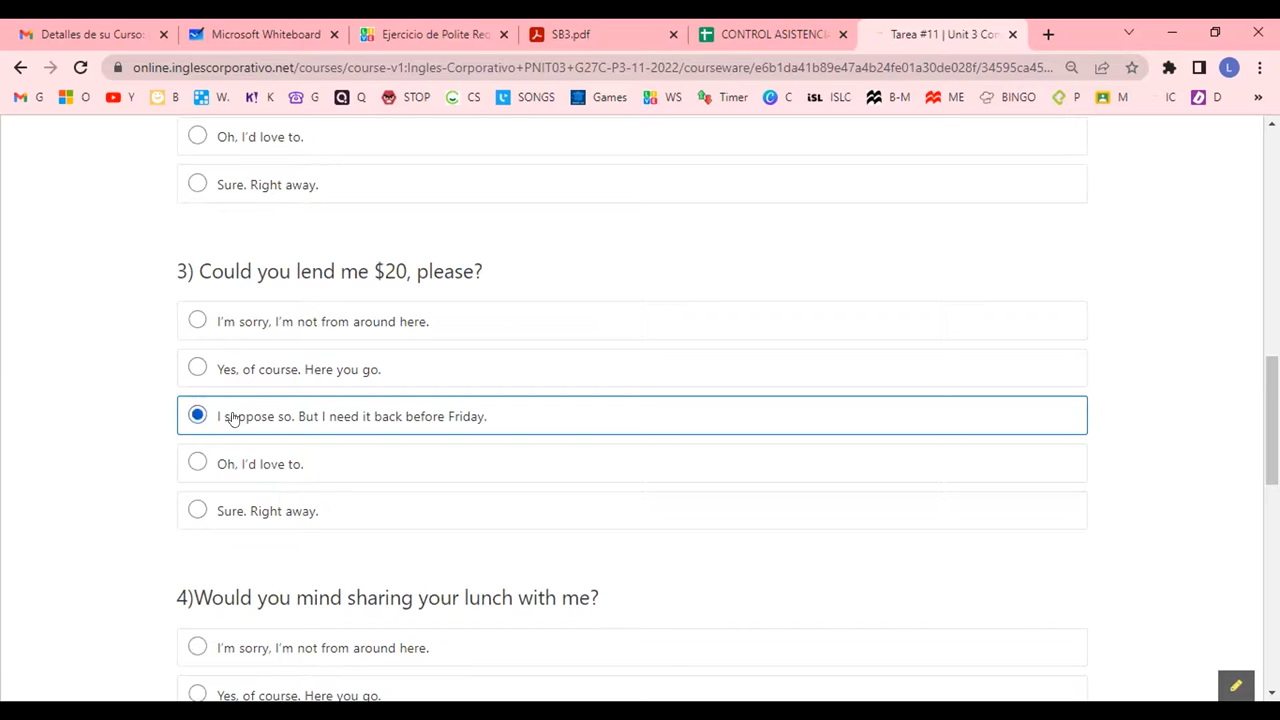 Detalles de su Curso:
Microsoft Whiteboard
Ejercicio de Polite Req
SB3.pdf
CONTROL ASISTENCI
Tarea #11 | Unit 3 Con
online.inglescorporativo.net/courses/course-v1:Ingles-Corporativo+PNIT03+G27C-P3-11-2022/courseware/e6b1da41b89e47a4b24fe01a30de028f/34595ca45...
L
G O Y B W. K G Q STOP CS SONGS Games WS Timer C ISLC B-M ME BINGO P M IC D »
Oh, I'd love to.
Sure. Right away.
3) Could you lend me $20, please?
I'm sorry, I'm not from around here.
Yes, of course. Here you go.
I suppose so. But I need it back before Friday.
Oh, I'd love to.
Sure. Right away.
4)Would you mind sharing your lunch with me?
I'm sorry, I'm not from around here.
Yes, of course. Here you go.